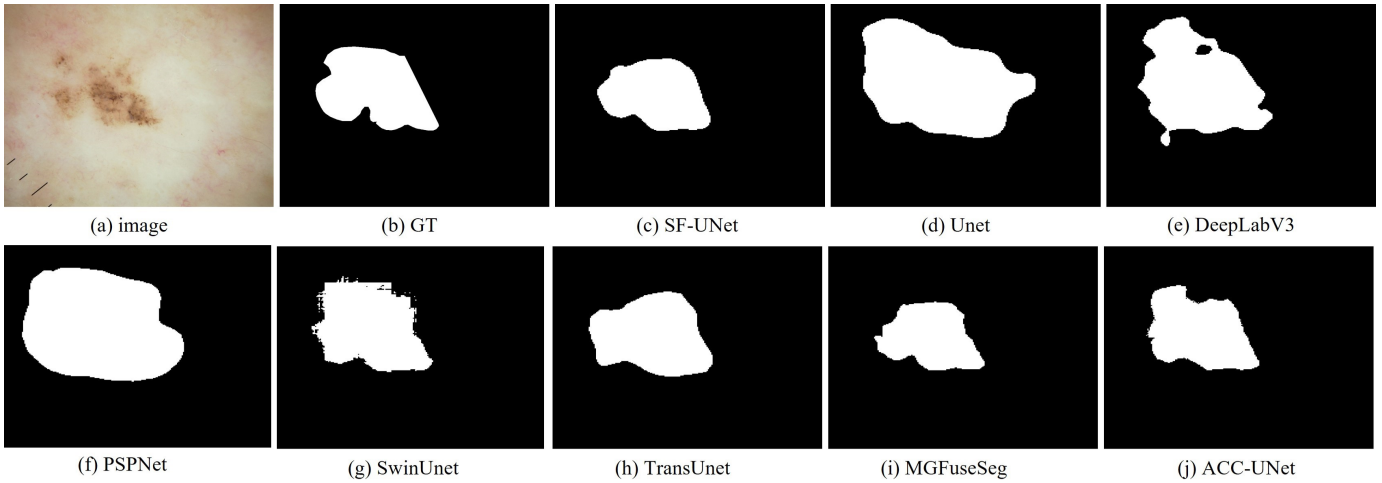 (a) image
(b) GT
(c) SF-UNet
(d) Unet
(e) DeepLabV3
(f) PSPNet
(g) SwinUnet
(h) TransUnet
(i) MGFuseSeg
(j) ACC-UNet